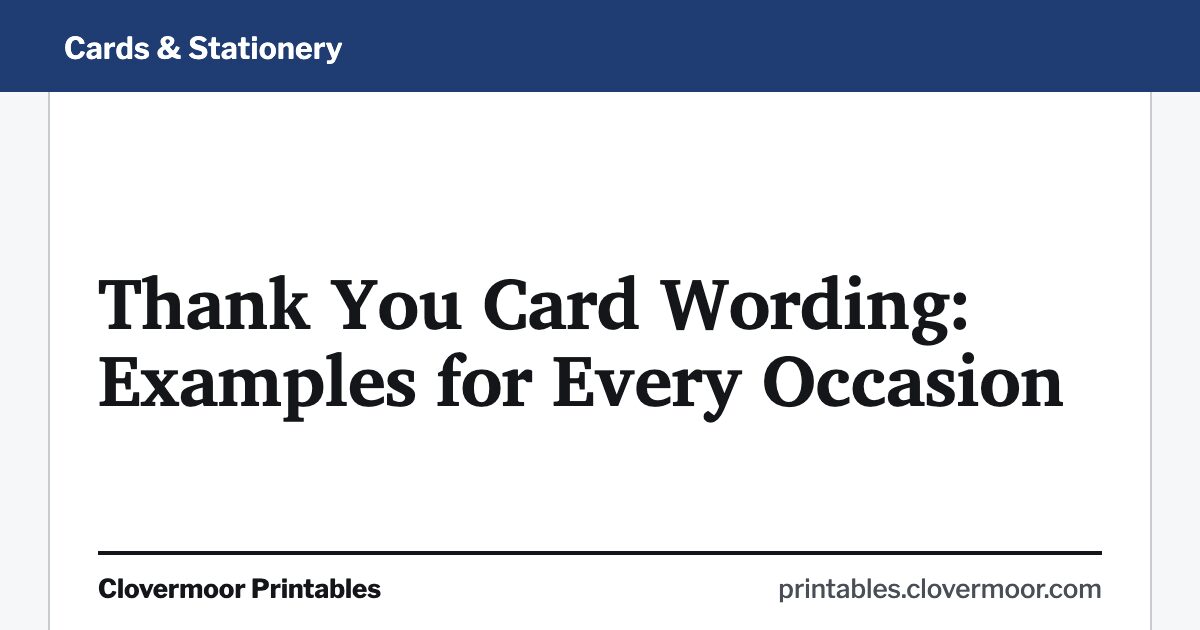 Cards & Stationery
Thank You Card Wording:
Examples for Every Occasion
Clovermoor Printables
printables.clovermoor.com